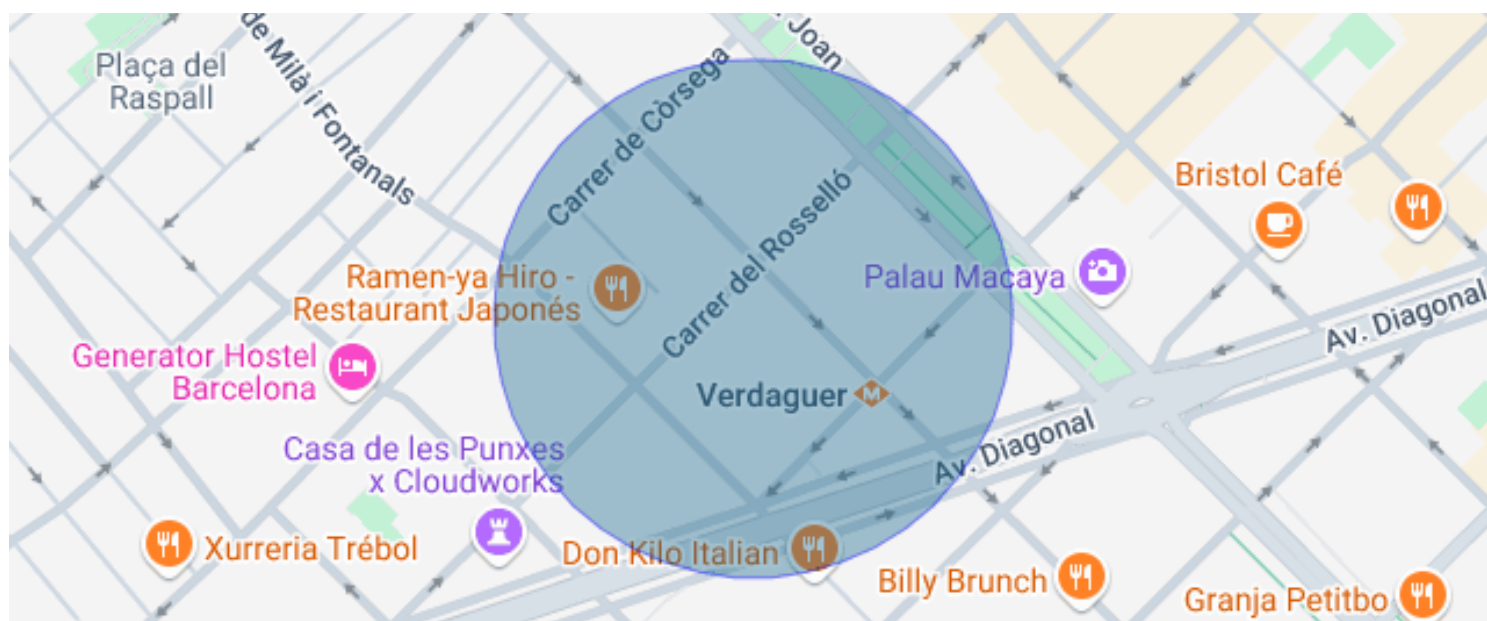 de Milà i Fontanals
Joan
Plaça del
Raspall
Carrer de Còrsega
Bristol Café
Carrer del Rosselló
Ramen-ya Hiro -
Restaurant Japonés
Palau Macaya
Av. Diagonal
Generator Hostel
Barcelona
Verdaguer
M
Av. Diagonal
Casa de les Punxes
x Cloudworks
Xurreria Trébol
Don Kilo Italian
Billy Brunch
Granja Petitbo